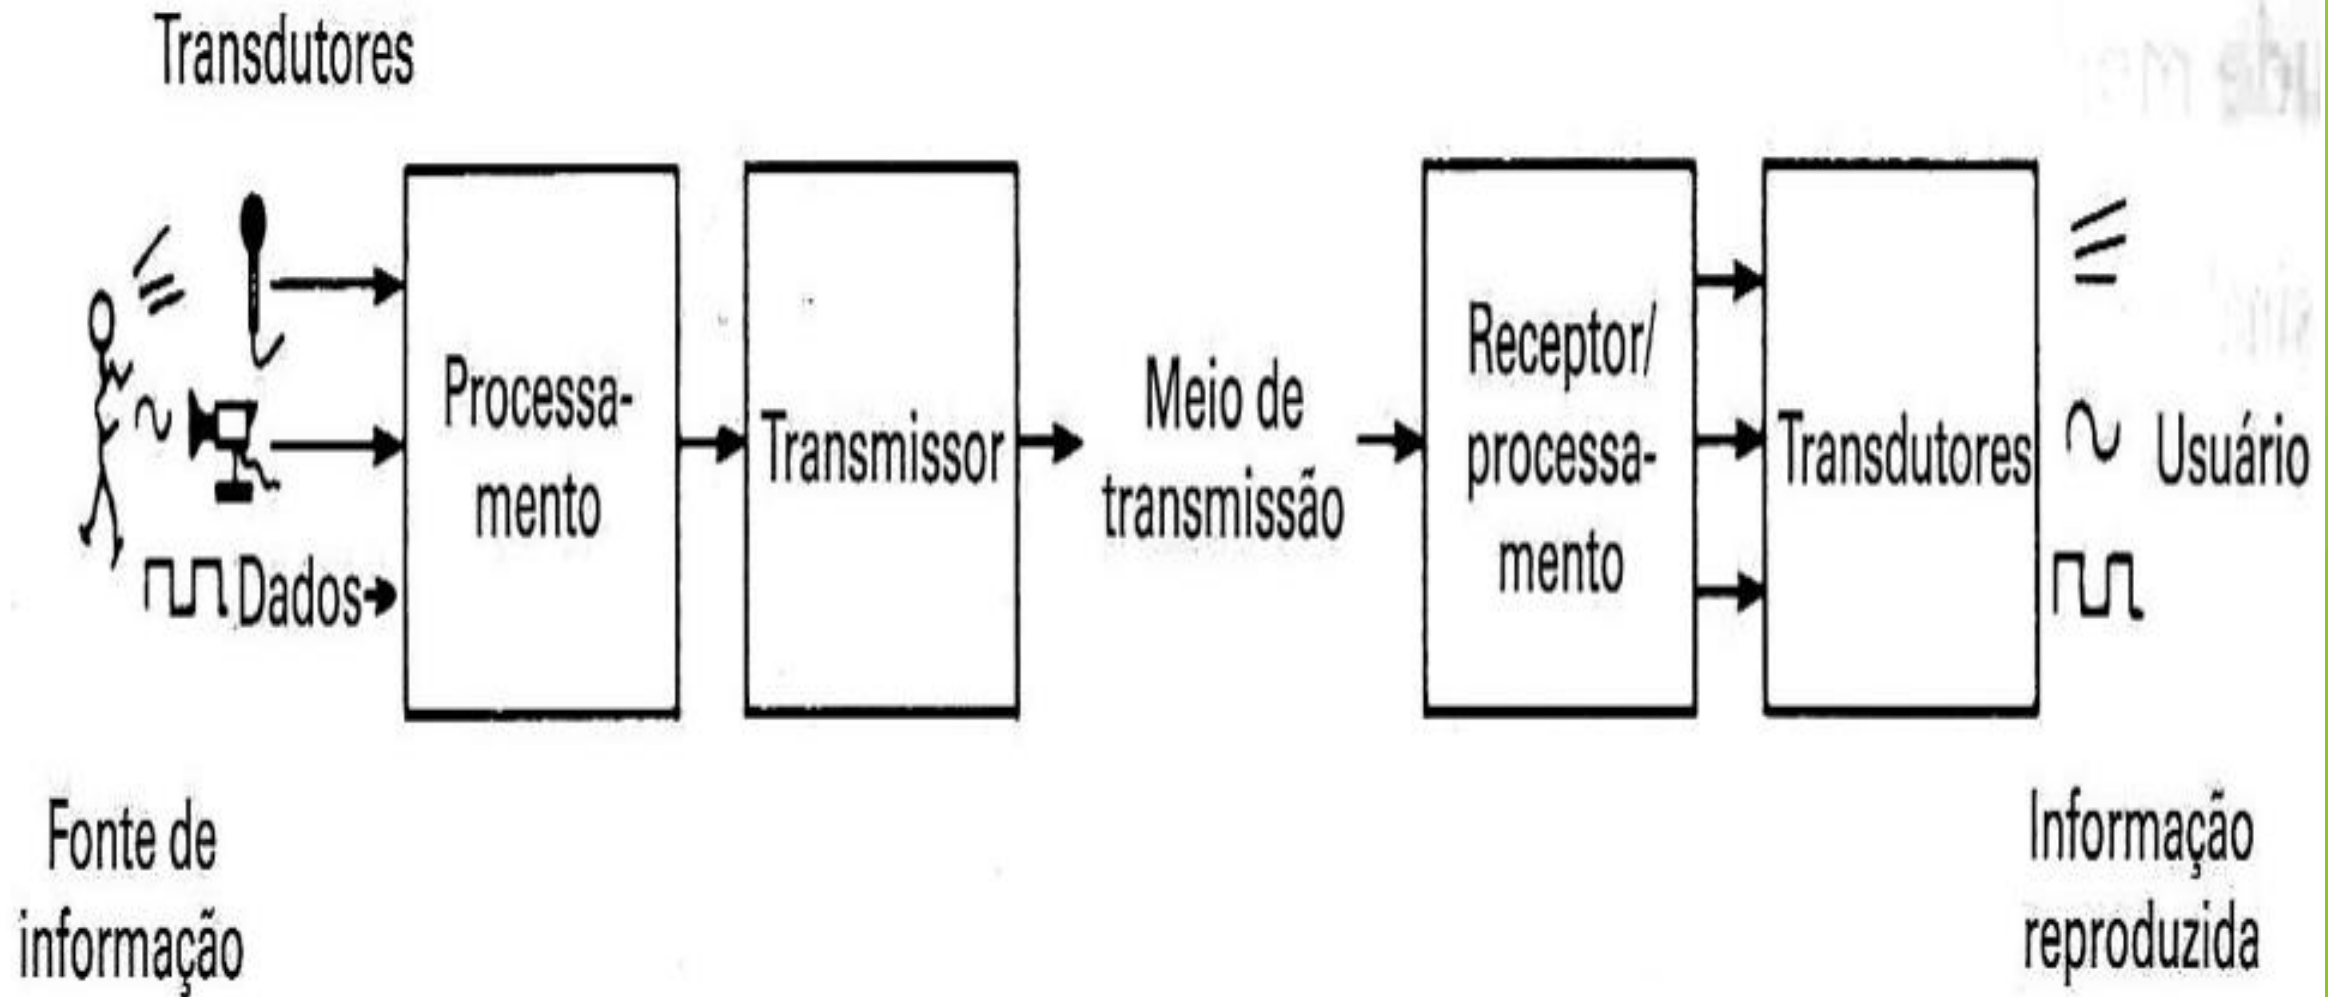 Transdutores
Processa-
mento
Dados
Transmissor
Meio de
transmissão
Receptor/
processa-
mento
Transdutores
Usuário
Fonte de
informação
Informação
reproduzida